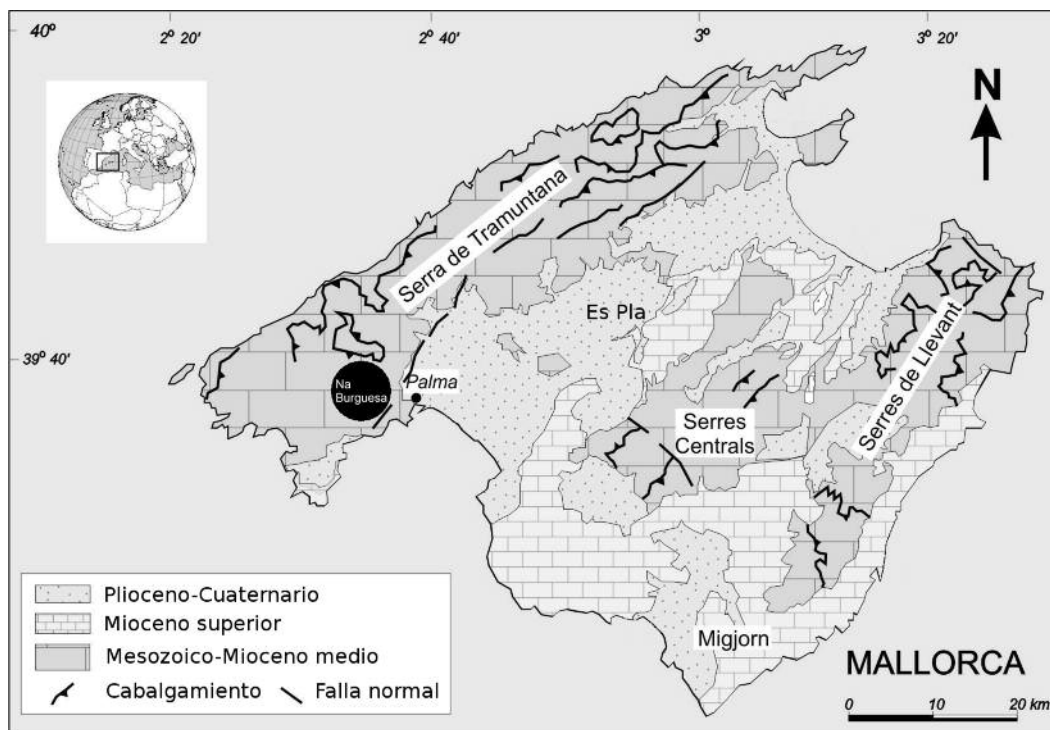 40º
2º 20'
2º 40'
3º
3º 20'
N
Serra de Tramuntana
Es Pla
39º 40'
Na
Burguesa
Palma
Serres de Llevant
Serres
Centrals
Plioceno-Cuaternario
Mioceno superior
Mesozoico-Mioceno medio
Cabalgamiento
Falla normal
Migjorn
MALLORCA
0 10 20 km